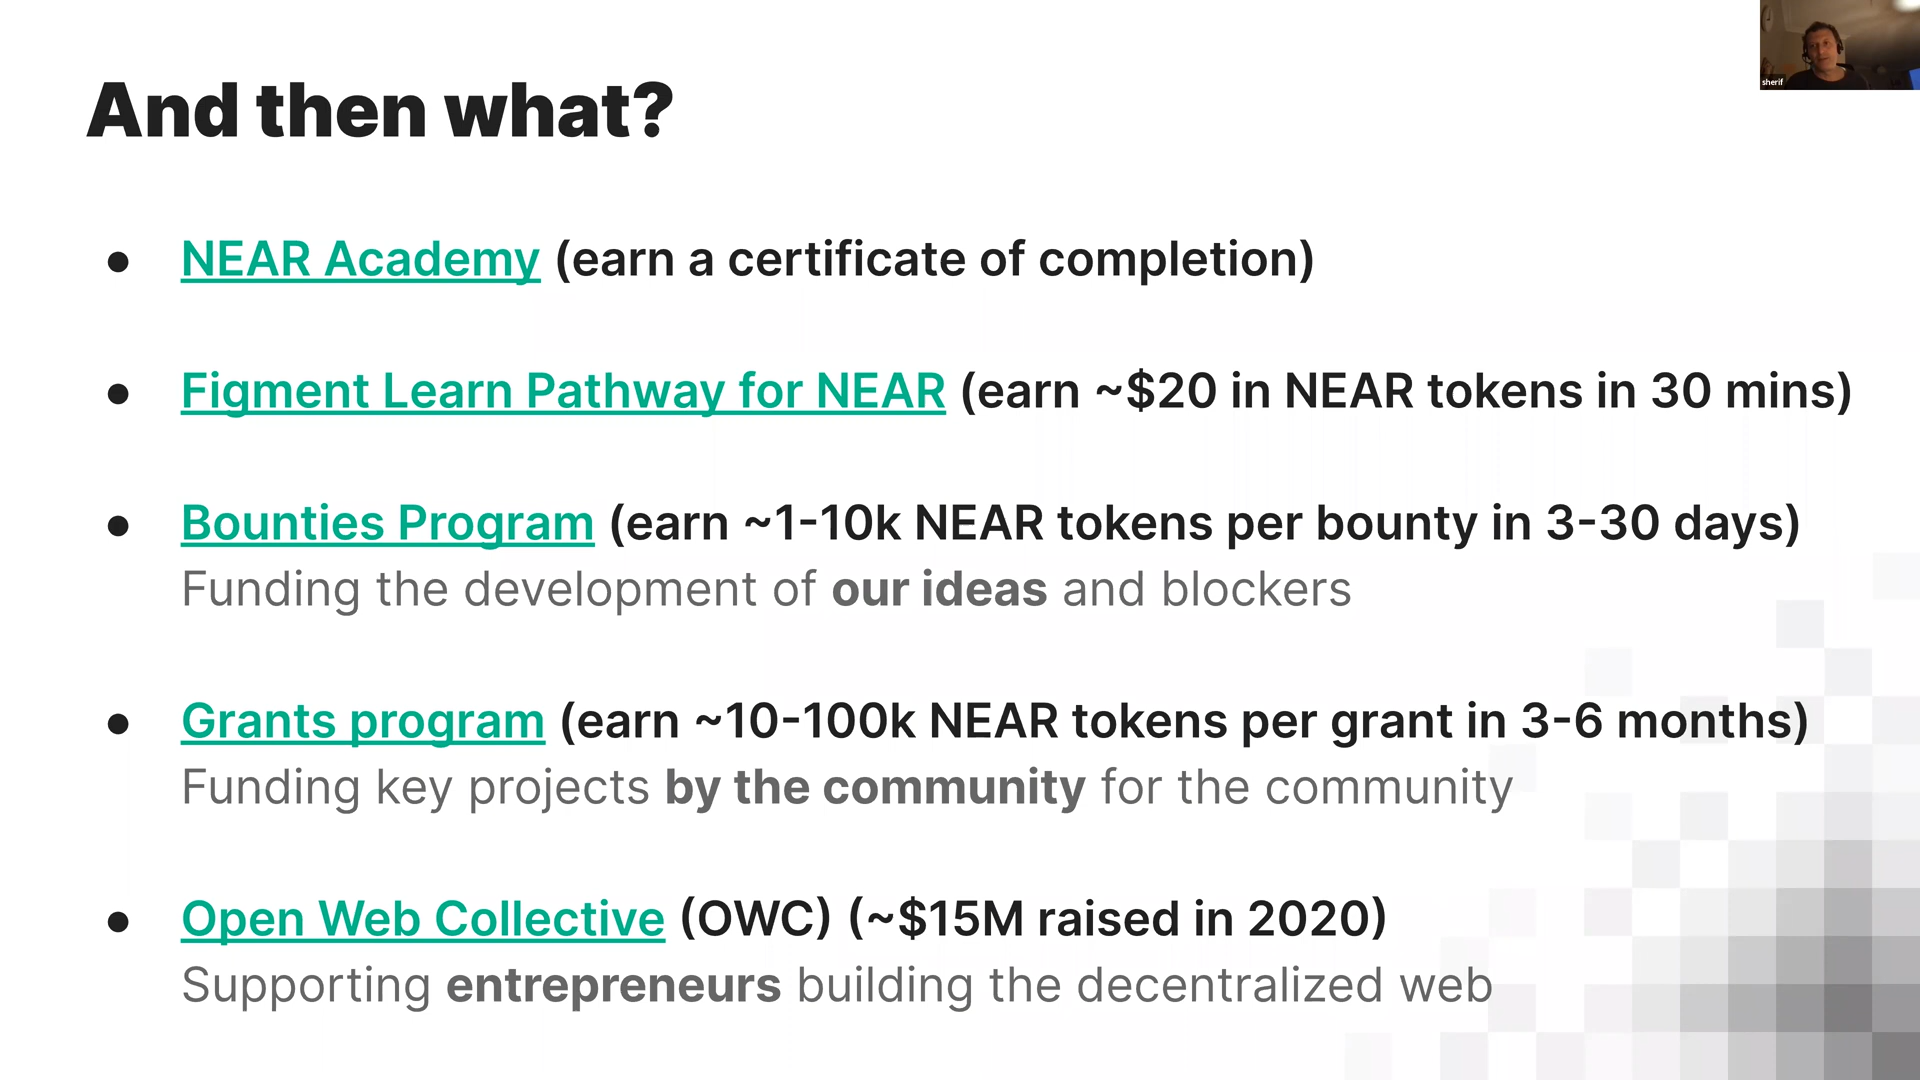 And then what?
sherif
● NEAR Academy (earn a certificate of completion)
● Figment Learn Pathway for NEAR (earn ~$20 in NEAR tokens in 30 mins)
● Bounties Program (earn ~1-10k NEAR tokens per bounty in 3-30 days)
Funding the development of our ideas and blockers
● Grants program (earn ~10-100k NEAR tokens per grant in 3-6 months)
Funding key projects by the community for the community
● Open Web Collective (OWC) (~$15M raised in 2020)
Supporting entrepreneurs building the decentralized web